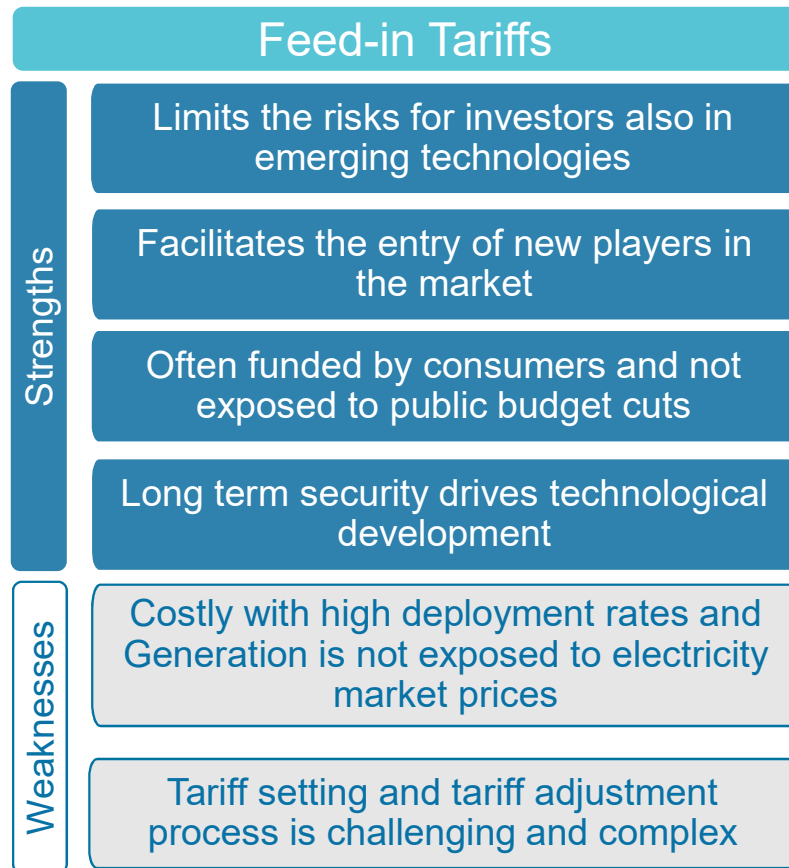 Feed-in Tariffs
Strengths
Limits the risks for investors also in
emerging technologies
Facilitates the entry of new players in
the market
Often funded by consumers and not
exposed to public budget cuts
Long term security drives technological
development
Weaknesses
Costly with high deployment rates and
Generation is not exposed to electricity
market prices
Tariff setting and tariff adjustment
process is challenging and complex